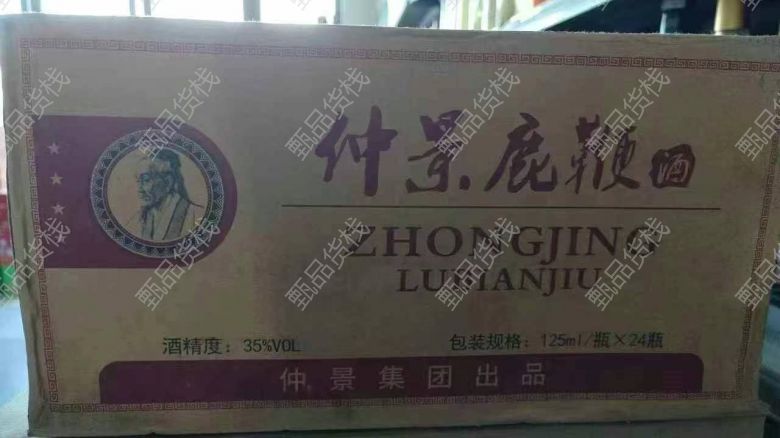 仲景鹿鞭酒
ZHONGJING
LUBIANJIU
酒精度：35%VOL 包装规格：125ml/瓶×24瓶
仲景集团出品
甄品货栈